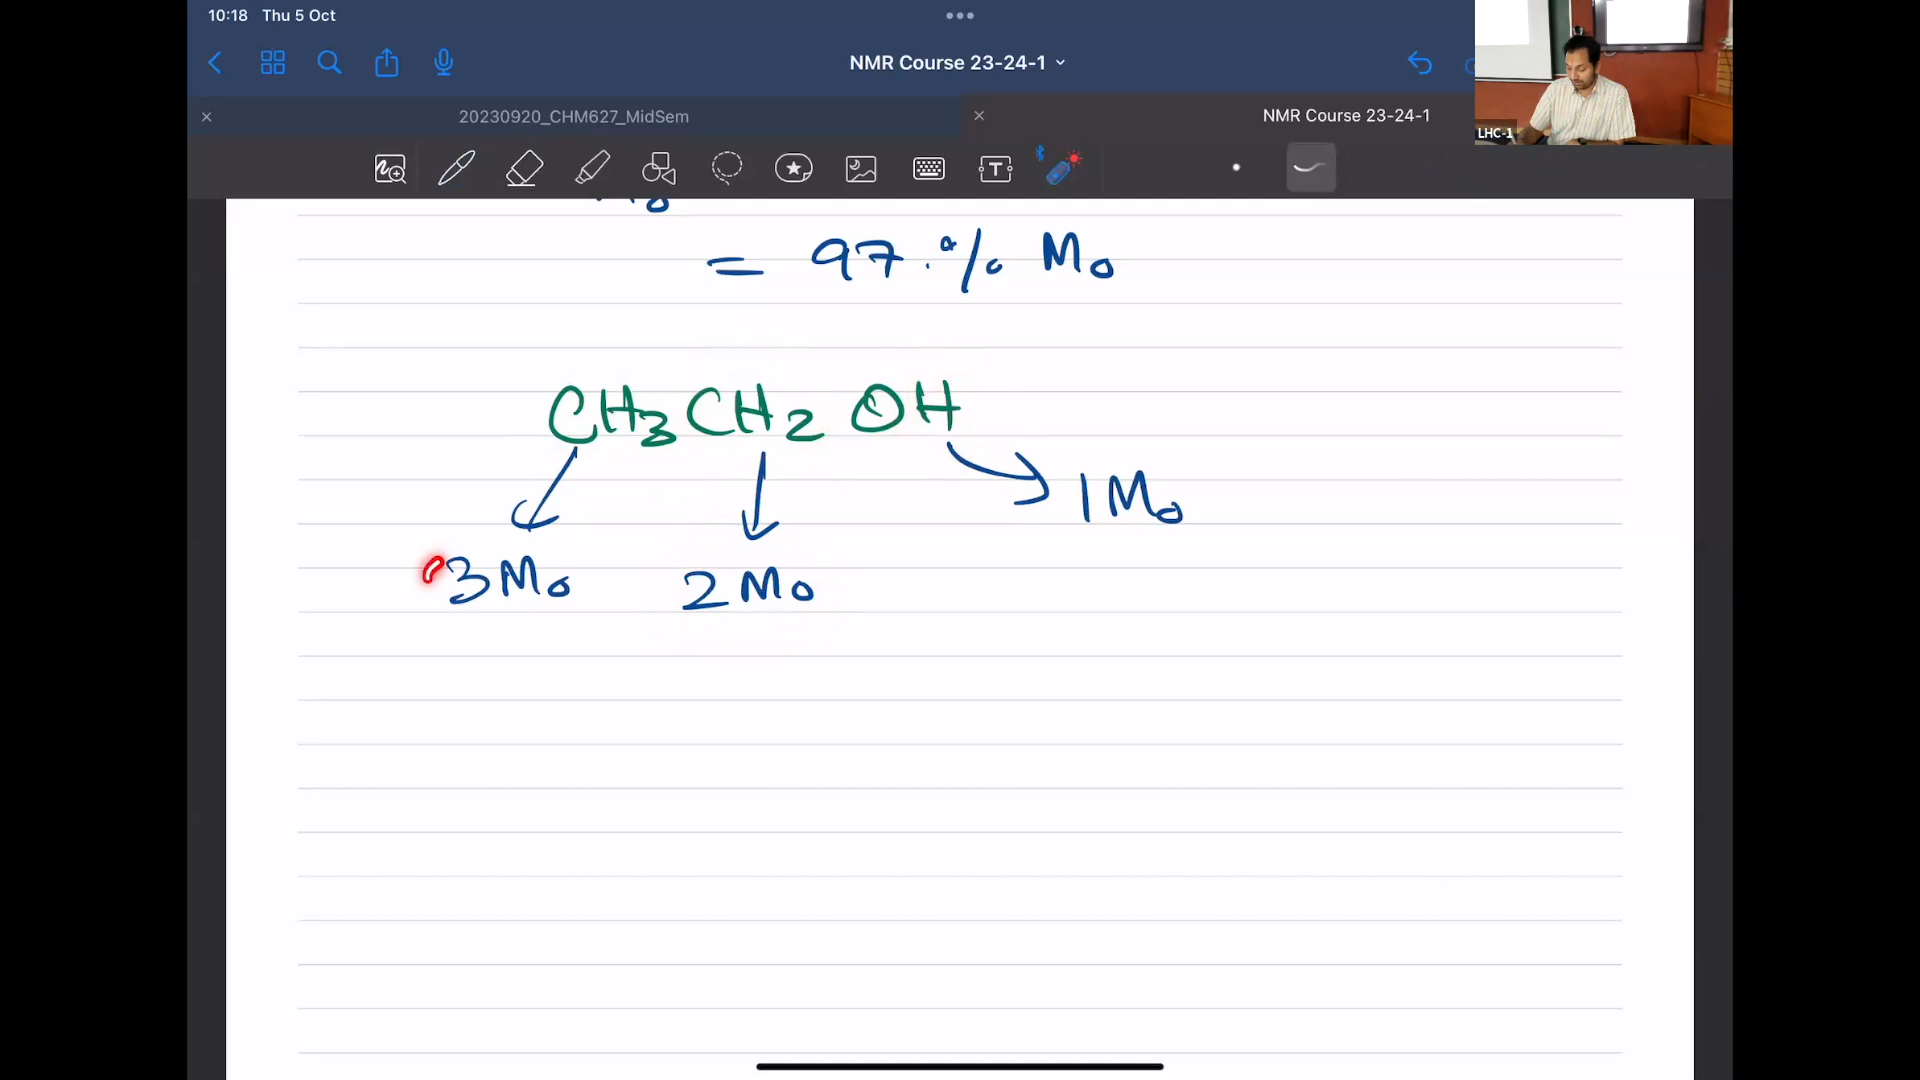 10:18 Thu 5 Oct
NMR Course 23-24-1
20230920_CHM627_MidSem
NMR Course 23-24-1
LHC-1
= 97.% Mo
CH3CH2OH
1Mo
3Mo 2Mo